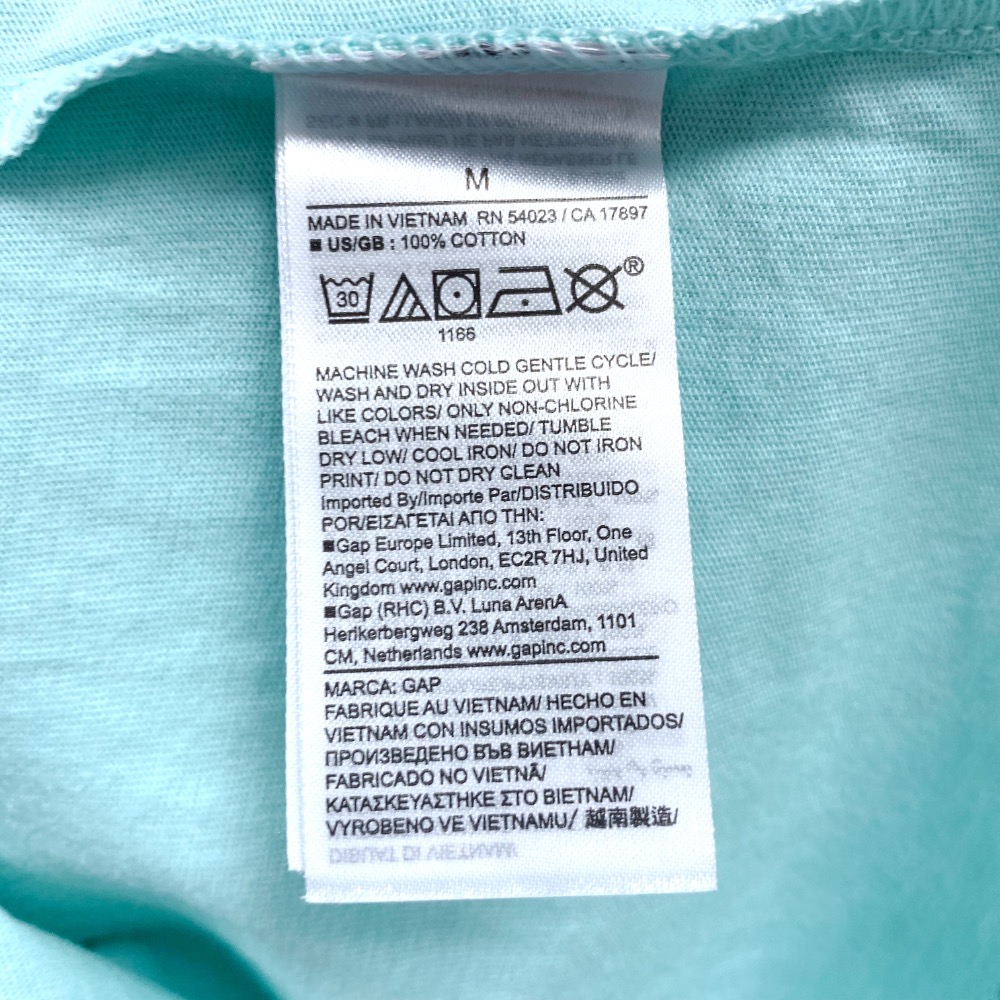 M
MADE IN VIETNAM RN 54023 / CA 17897
■ US/GB : 100% COTTON
30
®
1166
MACHINE WASH COLD GENTLE CYCLE/
WASH AND DRY INSIDE OUT WITH
LIKE COLORS/ ONLY NON-CHLORINE
BLEACH WHEN NEEDED/ TUMBLE
DRY LOW/ COOL IRON/ DO NOT IRON
PRINT/ DO NOT DRY CLEAN
Imported By/Importe Par/DISTRIBUIDO
POR/ΕΙΣΑΓΕΤΑΙ ΑΠΟ ΤΗΝ:
■Gap Europe Limited, 13th Floor, One
Angel Court, London, EC2R 7HJ, United
Kingdom www.gapinc.com
■Gap (RHC) B.V. Luna ArenA
Herikerbergweg 238 Amsterdam, 1101
CM, Netherlands www.gapinc.com
MARCA: GAP
FABRIQUE AU VIETNAM/ HECHO EN
VIETNAM CON INSUMOS IMPORTADOS/
ПРОИЗВЕДЕНО ВЪВ ВИЕТНАМ/
FABRICADO NO VIETNÃ/
ΚΑΤΑΣΚΕΥΑΣΤΗΚΕ ΣΤΟ ΒΙΕΤΝΑΜ/
VYROBENO VE VIETNAMU/ 越南製造/